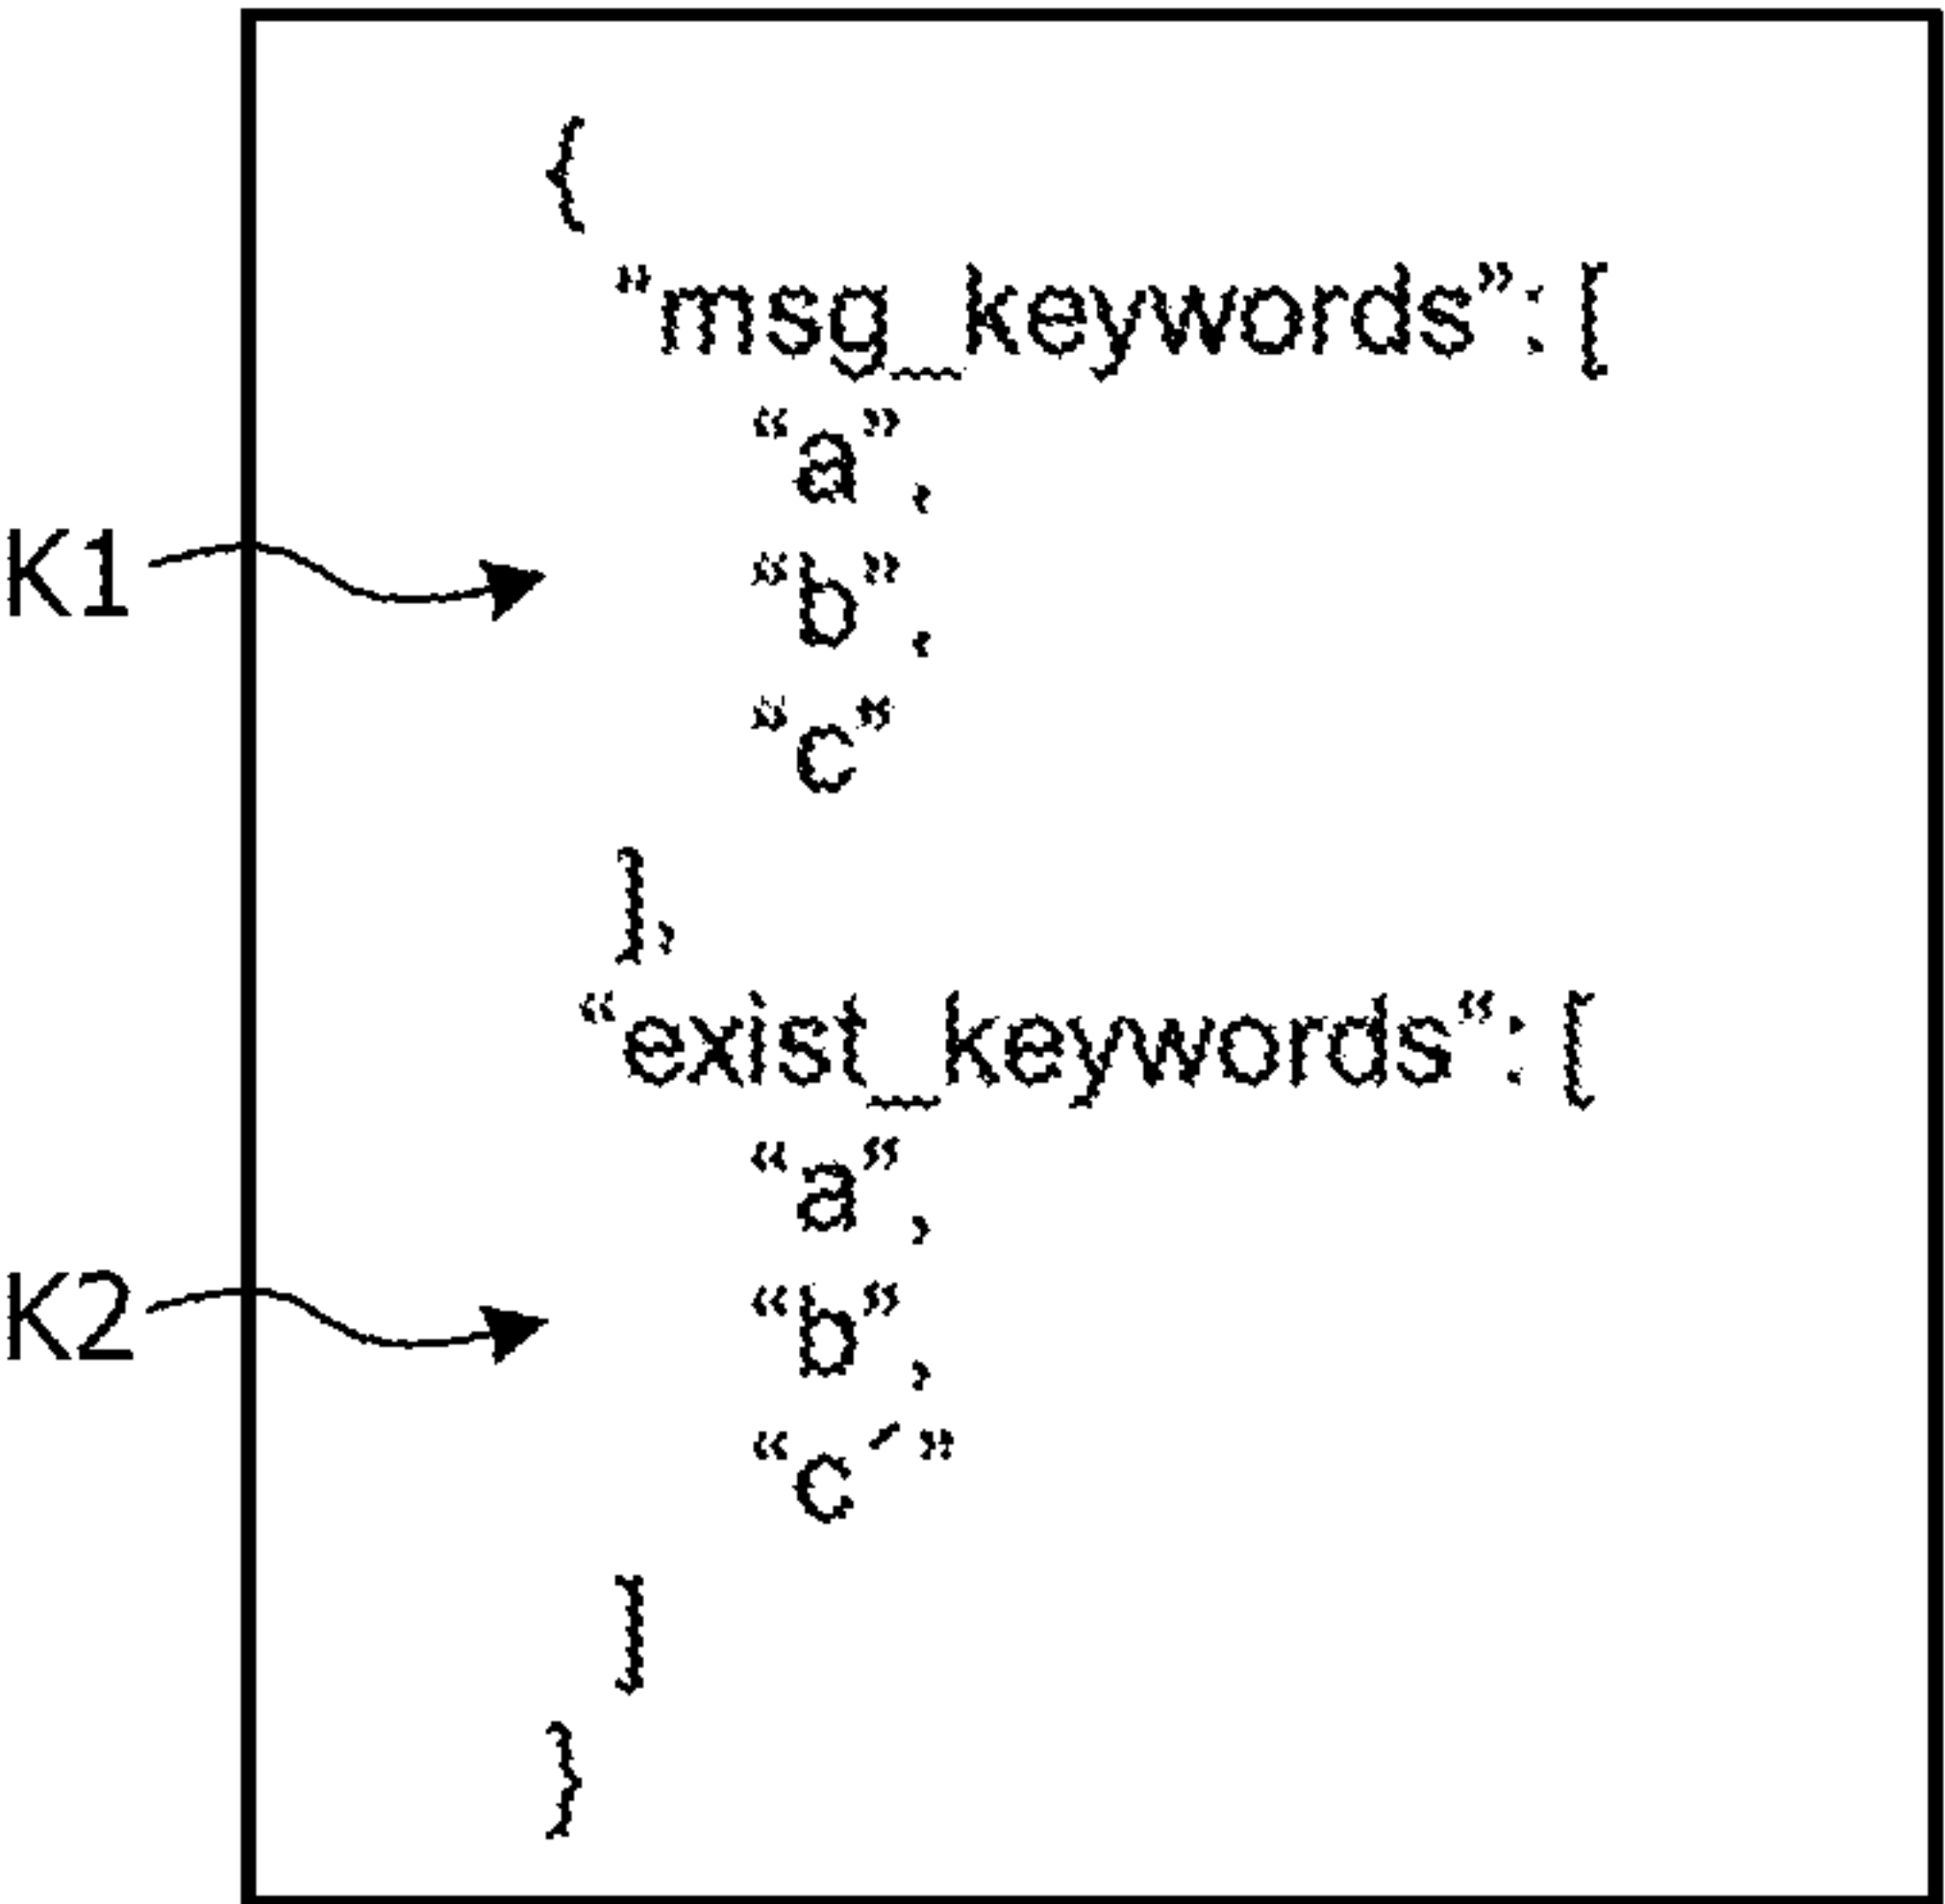 {
“msg_keywords”: [
“a”,
K1
“b”,
“c”
],
“exist_keywords”: [
“a”,
K2
“b”,
“c´”
]
}